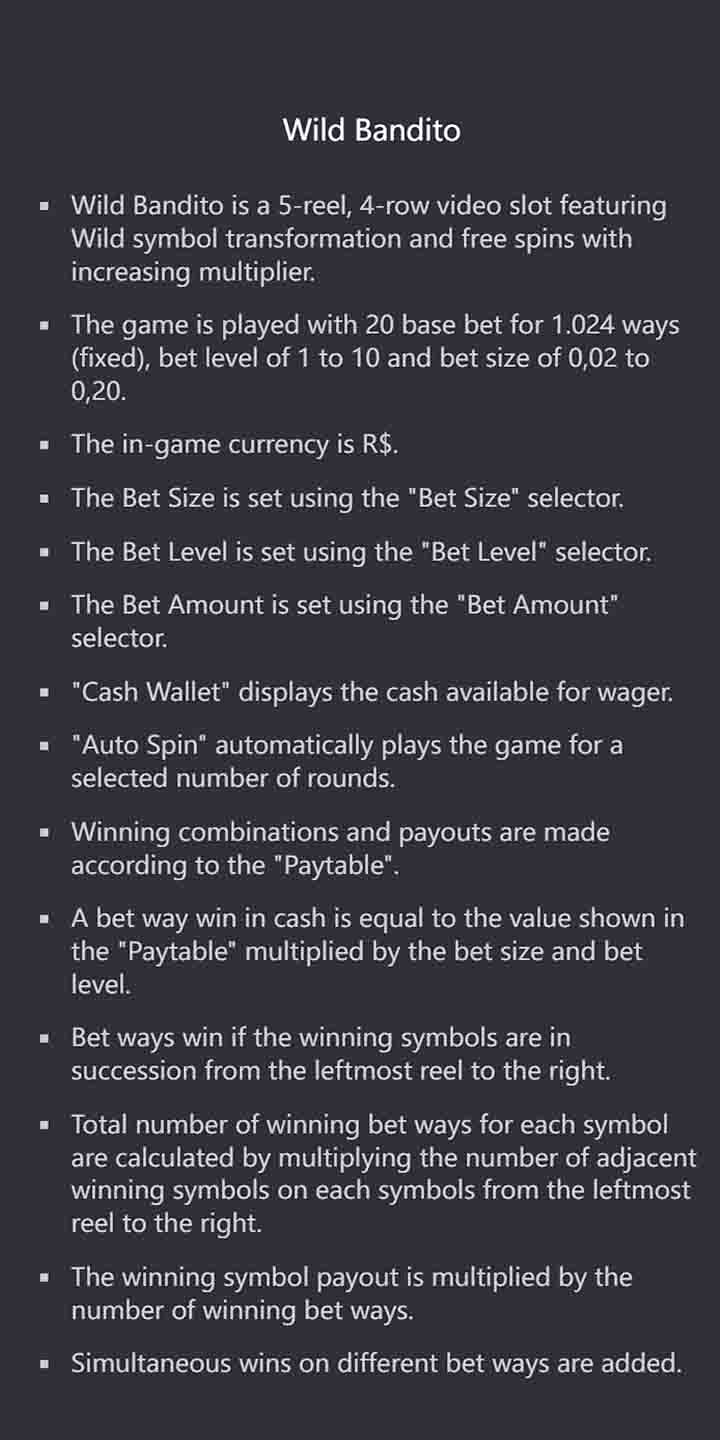 Wild Bandito
▪ Wild Bandito is a 5-reel, 4-row video slot featuring
Wild symbol transformation and free spins with
increasing multiplier.
▪ The game is played with 20 base bet for 1.024 ways
(fixed), bet level of 1 to 10 and bet size of 0,02 to
0,20.
▪ The in-game currency is R$.
▪ The Bet Size is set using the "Bet Size" selector.
▪ The Bet Level is set using the "Bet Level" selector.
▪ The Bet Amount is set using the "Bet Amount"
selector.
▪ "Cash Wallet" displays the cash available for wager.
▪ "Auto Spin" automatically plays the game for a
selected number of rounds.
▪ Winning combinations and payouts are made
according to the "Paytable".
▪ A bet way win in cash is equal to the value shown in
the "Paytable" multiplied by the bet size and bet
level.
▪ Bet ways win if the winning symbols are in
succession from the leftmost reel to the right.
▪ Total number of winning bet ways for each symbol
are calculated by multiplying the number of adjacent
winning symbols on each symbols from the leftmost
reel to the right.
▪ The winning symbol payout is multiplied by the
number of winning bet ways.
▪ Simultaneous wins on different bet ways are added.